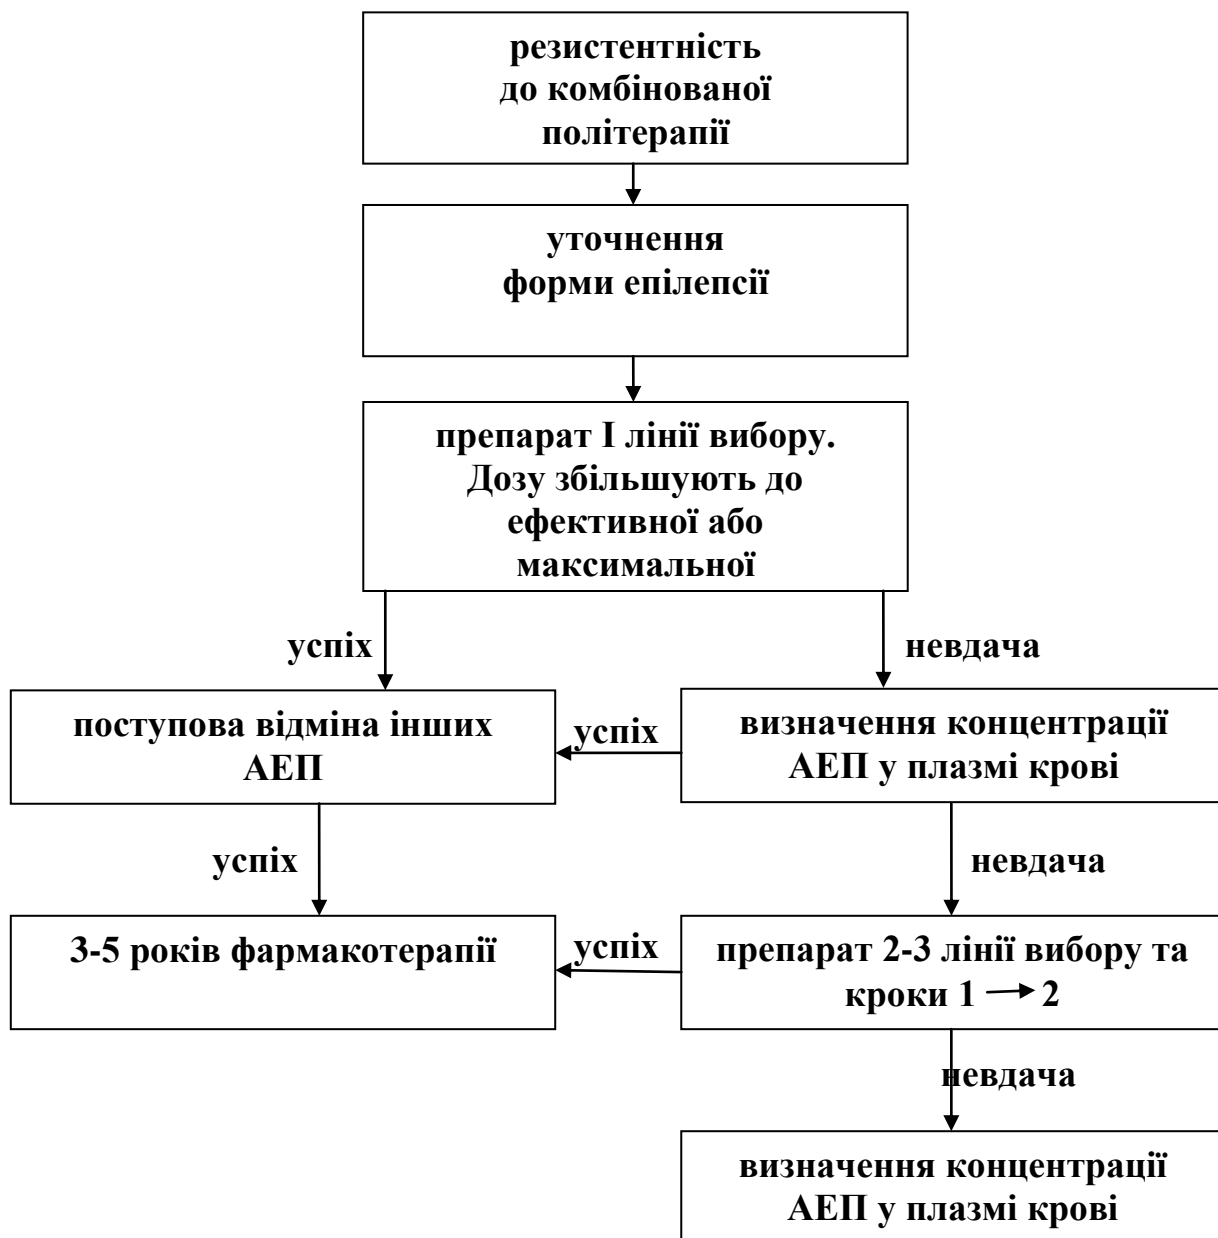 резистентність
до комбінованої
політерапії
уточнення
форми епілепсії
препарат І лінії вибору.
Дозу збільшують до
ефективної або
максимальної
успіх
невдача
поступова відміна інших
АЕП
успіх
визначення концентрації
АЕП у плазмі крові
успіх
невдача
3-5 років фармакотерапії
успіх
препарат 2-3 лінії вибору та
кроки 1 → 2
невдача
визначення концентрації
АЕП у плазмі крові